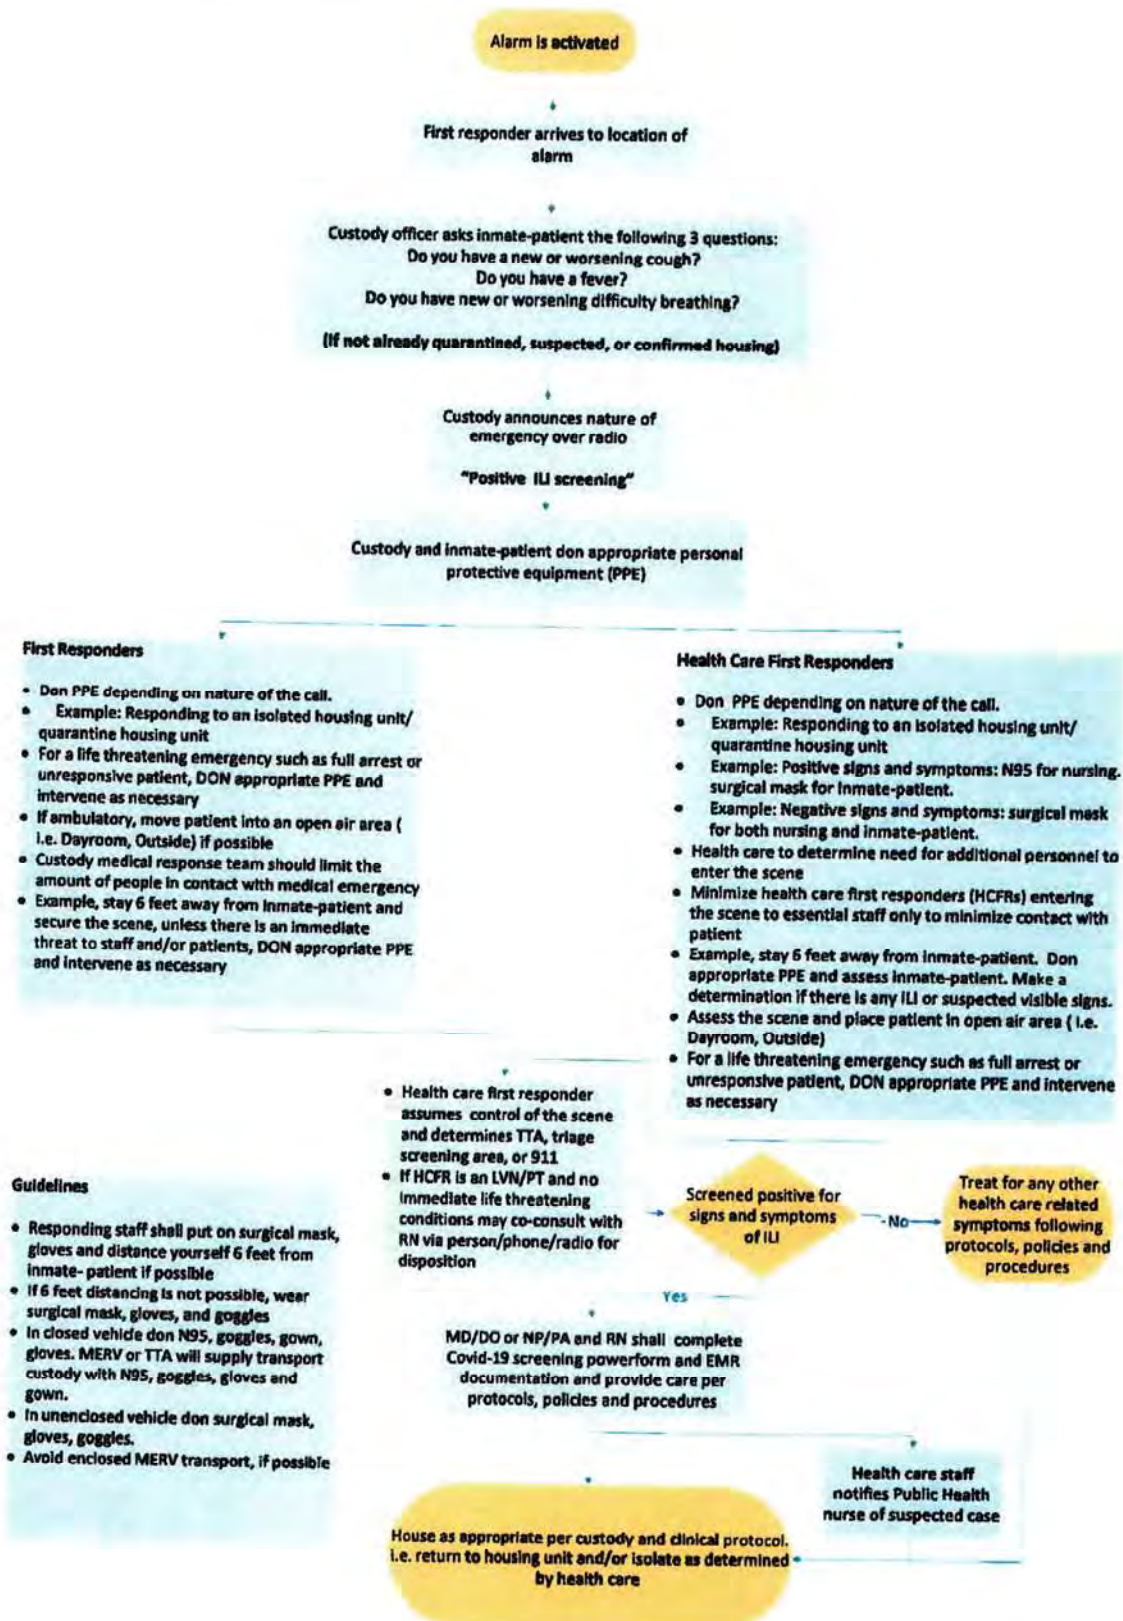 Alarm is activated
First responder arrives to location of
alarm
Custody officer asks inmate-patient the following 3 questions:
Do you have a new or worsening cough?
Do you have a fever?
Do you have new or worsening difficulty breathing?
(If not already quarantined, suspected, or confirmed housing)
Custody announces nature of
emergency over radio
"Positive ILI screening"
Custody and inmate-patient don appropriate personal
protective equipment (PPE)
First Responders
• Don PPE depending on nature of the call.
• Example: Responding to an isolated housing unit/
quarantine housing unit
• For a life threatening emergency such as full arrest or
unresponsive patient, DON appropriate PPE and
intervene as necessary
• If ambulatory, move patient into an open air area (
i.e. Dayroom, Outside) if possible
• Custody medical response team should limit the
amount of people in contact with medical emergency
• Example, stay 6 feet away from inmate-patient and
secure the scene, unless there is an immediate
threat to staff and/or patients, DON appropriate PPE
and intervene as necessary
Health Care First Responders
• Don PPE depending on nature of the call.
• Example: Responding to an isolated housing unit/
quarantine housing unit
• Example: Positive signs and symptoms: N95 for nursing.
surgical mask for inmate-patient.
• Example: Negative signs and symptoms: surgical mask
for both nursing and inmate-patient.
• Health care to determine need for additional personnel to
enter the scene
• Minimize health care first responders (HCFRs) entering
the scene to essential staff only to minimize contact with
patient
• Example, stay 6 feet away from inmate-patient. Don
appropriate PPE and assess inmate-patient. Make a
determination if there is any ILI or suspected visible signs.
• Assess the scene and place patient in open air area ( i.e.
Dayroom, Outside)
• For a life threatening emergency such as full arrest or
unresponsive patient, DON appropriate PPE and intervene
as necessary
• Health care first responder
assumes control of the scene
and determines TTA, triage
screening area, or 911
• If HCFR is an LVN/PT and no
immediate life threatening
conditions may co-consult with
RN via person/phone/radio for
disposition
Screened positive for
signs and symptoms
of ILI
No
Treat for any other
health care related
symptoms following
protocols, policies and
procedures
Yes
Guidelines
• Responding staff shall put on surgical mask,
gloves and distance yourself 6 feet from
inmate- patient if possible
• If 6 feet distancing is not possible, wear
surgical mask, gloves, and goggles
• In closed vehicle don N95, goggles, gown,
gloves. MERV or TTA will supply transport
custody with N95, goggles, gloves and
gown.
• In unenclosed vehicle don surgical mask,
gloves, goggles.
• Avoid enclosed MERV transport, if possible
MD/DO or NP/PA and RN shall complete
Covid-19 screening powerform and EMR
documentation and provide care per
protocols, policies and procedures
Health care staff
notifies Public Health
nurse of suspected case
House as appropriate per custody and clinical protocol.
i.e. return to housing unit and/or isolate as determined
by health care